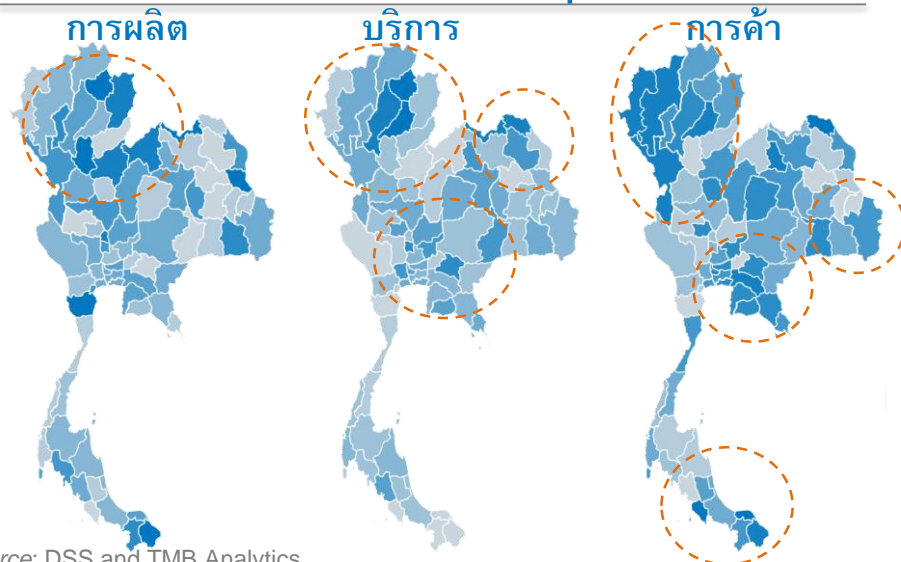 การผลิต
บริการ
การค้า
rce: DSS and TMB Analytics